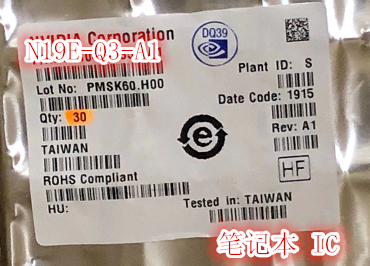 NVIDIA Corporation
DQ39
N19E-Q3-A1
Plant ID: S
Lot No: PMSK60.H00
Date Code: 1915
Qty: 30
Rev: A1
TAIWAN
e
ROHS Compliant
HF
HU:
Tested in: TAIWAN
笔记本 IC